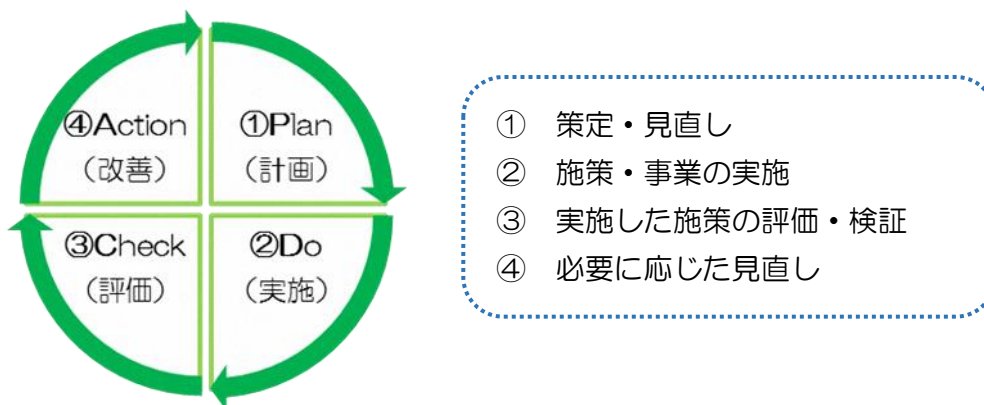 ④Action
（改善）
①Plan
（計画）
③Check
（評価）
②Do
（実施）
①　策定・見直し
②　施策・事業の実施
③　実施した施策の評価・検証
④　必要に応じた見直し